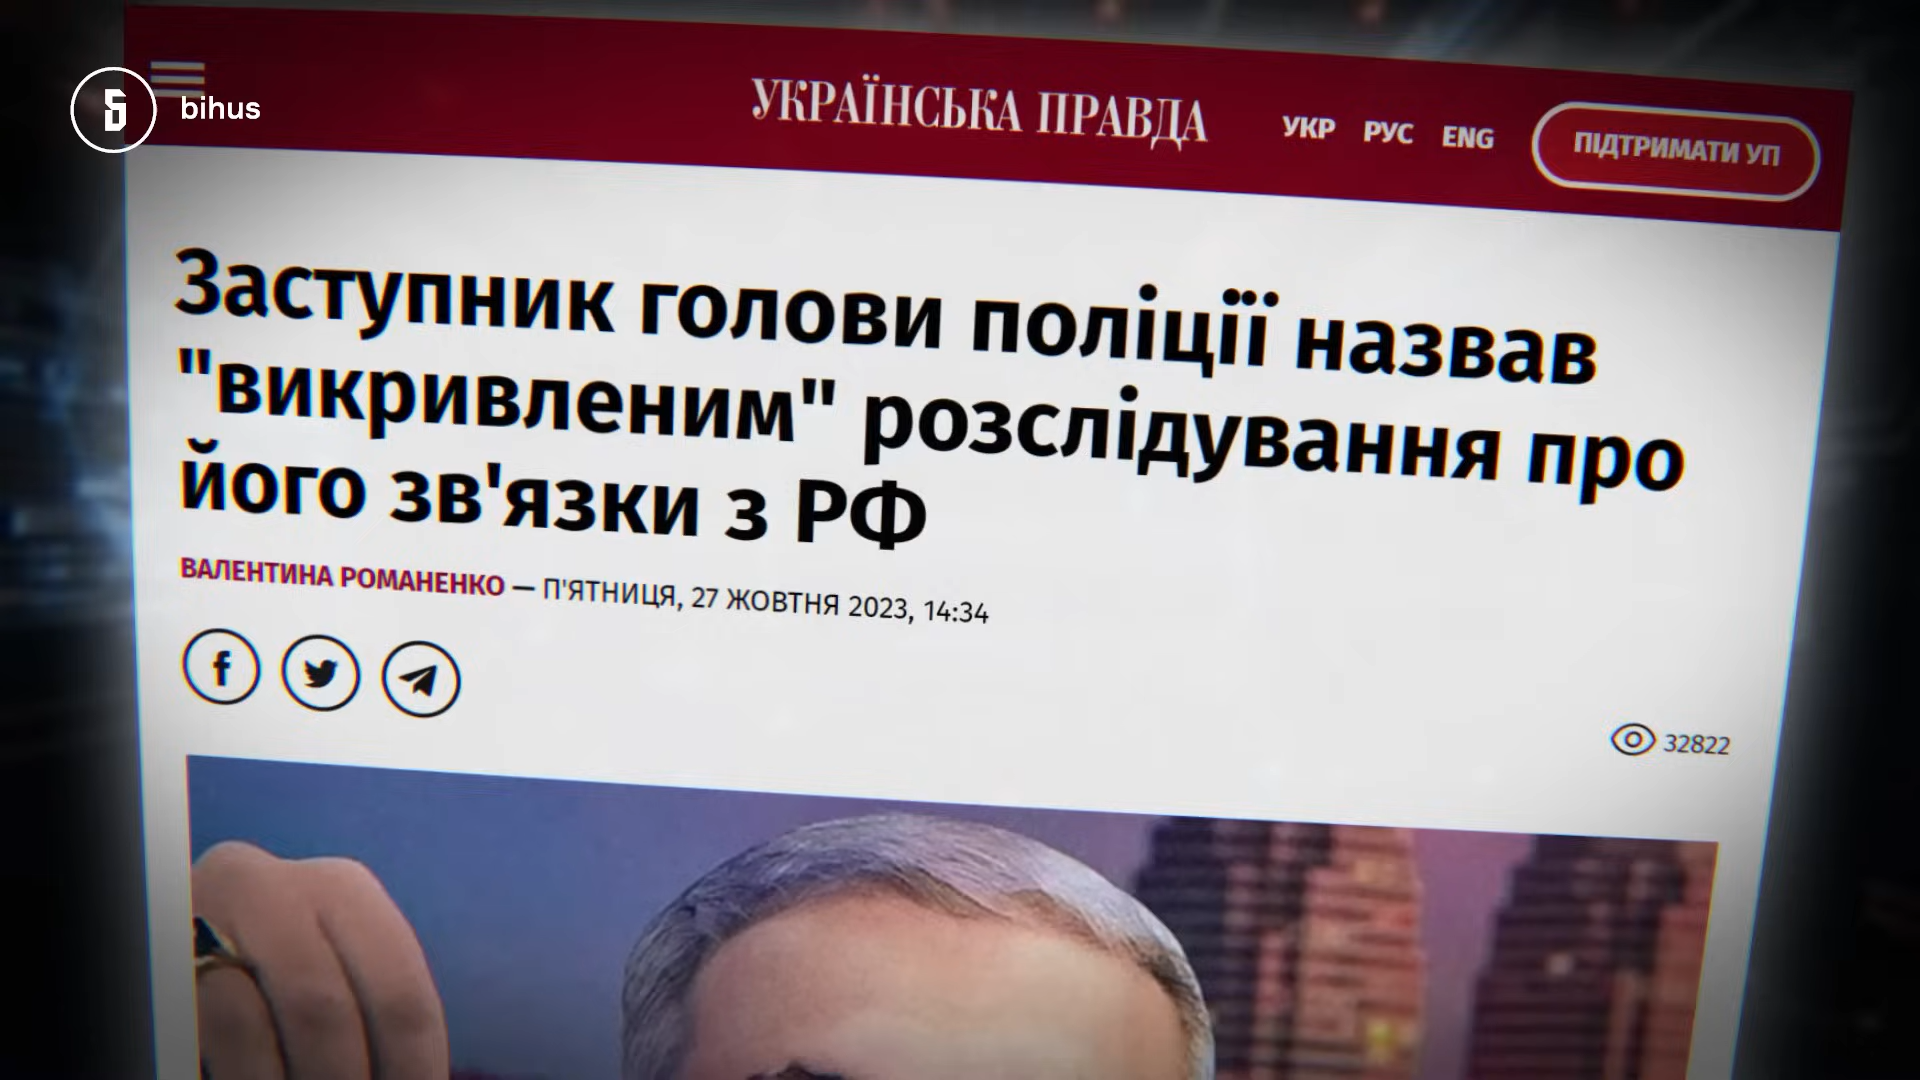 bihus
УКРАЇНСЬКА ПРАВДА
УКР РУС ENG
ПІДТРИМАТИ УП
Заступник голови поліції назвав
"викривленим" розслідування про
його зв'язки з РФ
ВАЛЕНТИНА РОМАНЕНКО — П'ЯТНИЦЯ, 27 ЖОВТНЯ 2023, 14:34
32822